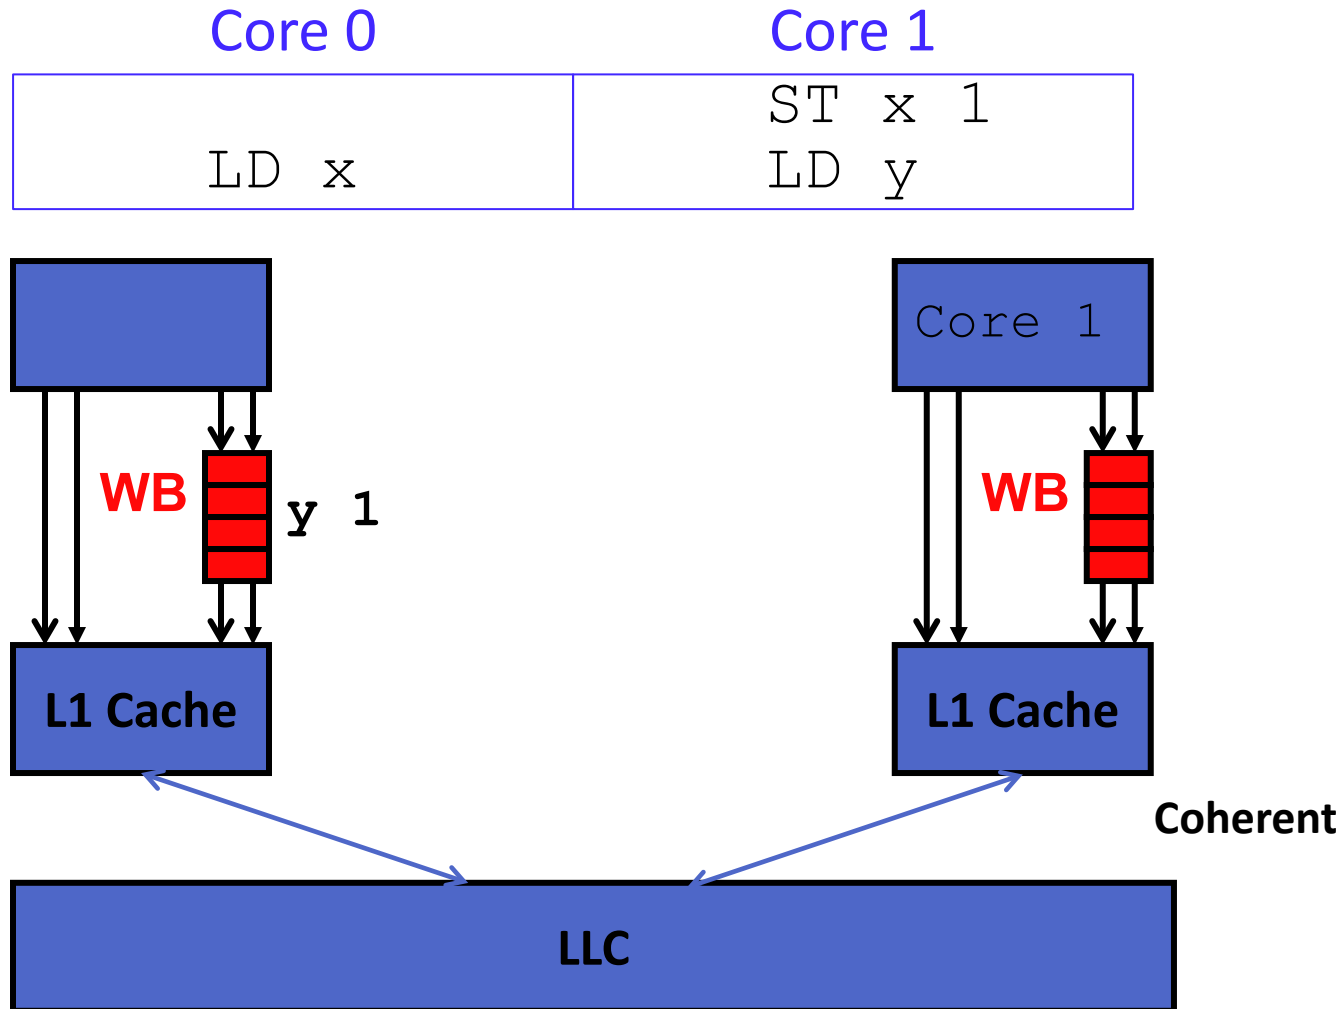 Core 0 Core 1
ST x 1
LD x LD y
Core 1
WB y 1 WB
L1 Cache L1 Cache
Coherent
LLC